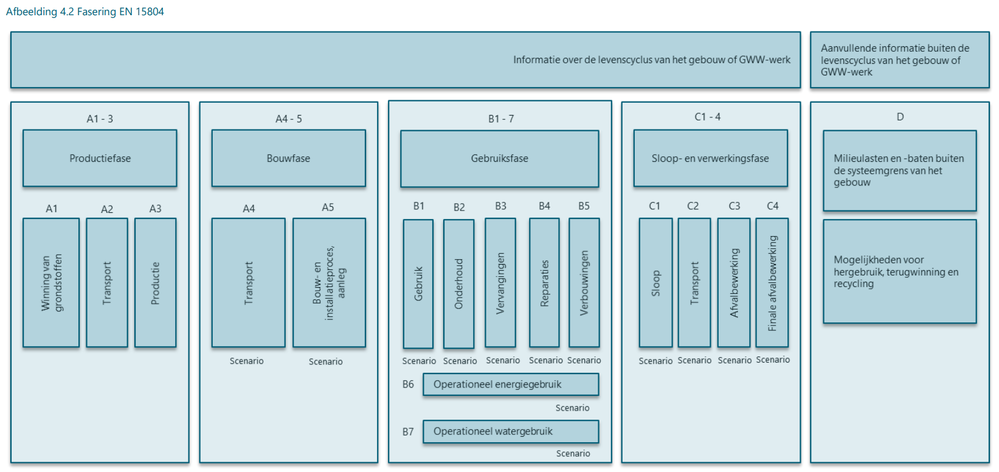 Afbeelding 4.2 Fasering EN 15804
Informatie over de levenscyclus van het gebouw of GWW-werk
Aanvullende informatie buiten de
levenscyclus van het gebouw of
GWW-werk
A1 - 3
Productiefase
A1
A2
A3
Winning van
grondstoffen
Transport
Productie
A4 - 5
Bouwfase
A4
A5
Transport
Bouw- en
installatieproces,
aanleg
Scenario
Scenario
B1 - 7
Gebruiksfase
B1
B2
B3
B4
B5
Gebruik
Onderhoud
Vervangingen
Reparaties
Verbouwingen
Scenario
Scenario
Scenario
Scenario
Scenario
B6
Operationeel energiegebruik
Scenario
B7
Operationeel watergebruik
Scenario
C1 - 4
Sloop- en verwerkingsfase
C1
C2
C3
C4
Sloop
Transport
Afvalbewerking
Finale afvalbewerking
Scenario
Scenario
Scenario
Scenario
D
Milieulasten en -baten buiten
de systeemgrens van het
gebouw
Mogelijkheden voor
hergebruik, terugwinning en
recycling